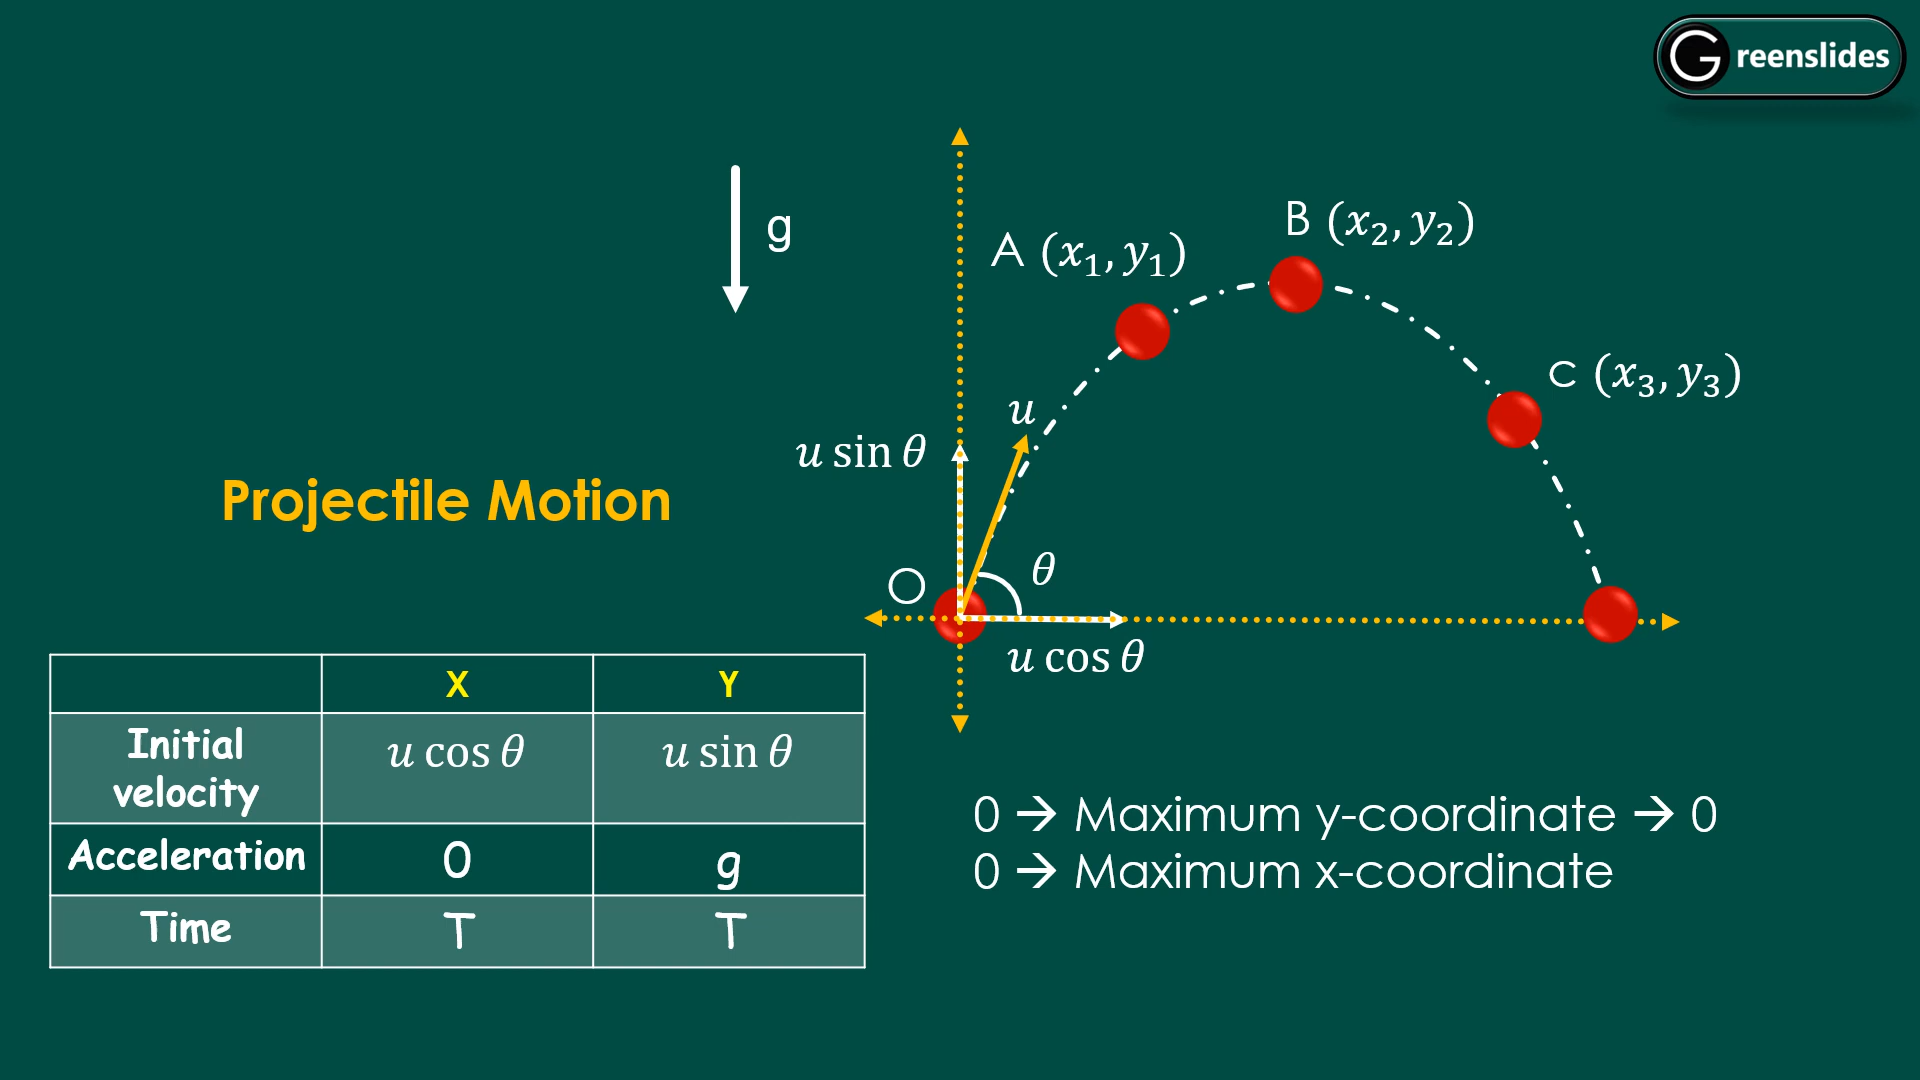 Greenslides
g
A (x₁, y₁)
B (x₂, y₂)
C (x₃, y₃)
u
u sin θ
Projectile Motion
θ
O
u cos θ
X Y
Initial velocity u cos θ u sin θ
Acceleration 0 g
Time T T
0 → Maximum y-coordinate → 0
0 → Maximum x-coordinate